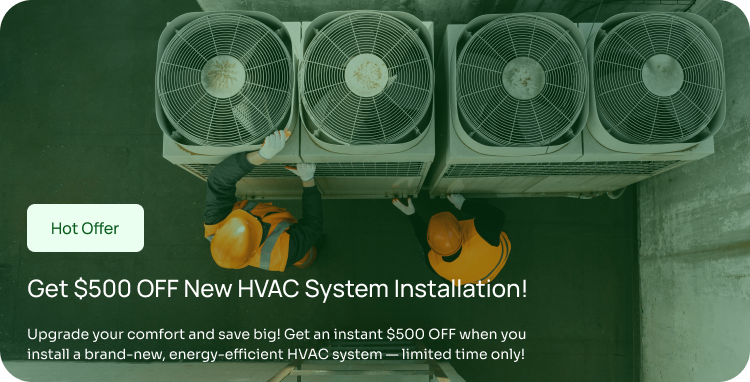 Hot Offer
Get $500 OFF New HVAC System Installation!
Upgrade your comfort and save big! Get an instant $500 OFF when you
install a brand-new, energy-efficient HVAC system — limited time only!